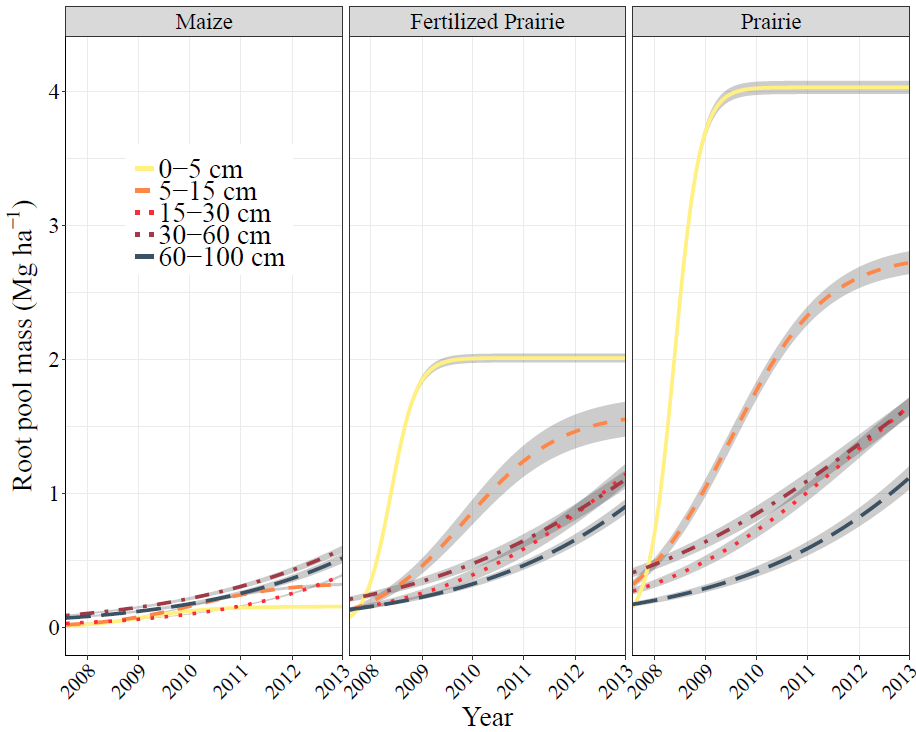 Maize
Fertilized Prairie
Prairie
Root pool mass (Mg ha⁻¹)
4
3
2
1
0
0−5 cm
5−15 cm
15−30 cm
30−60 cm
60−100 cm
2008
2009
2010
2011
2012
2013
2008
2009
2010
2011
2012
2013
2008
2009
2010
2011
2012
2013
Year